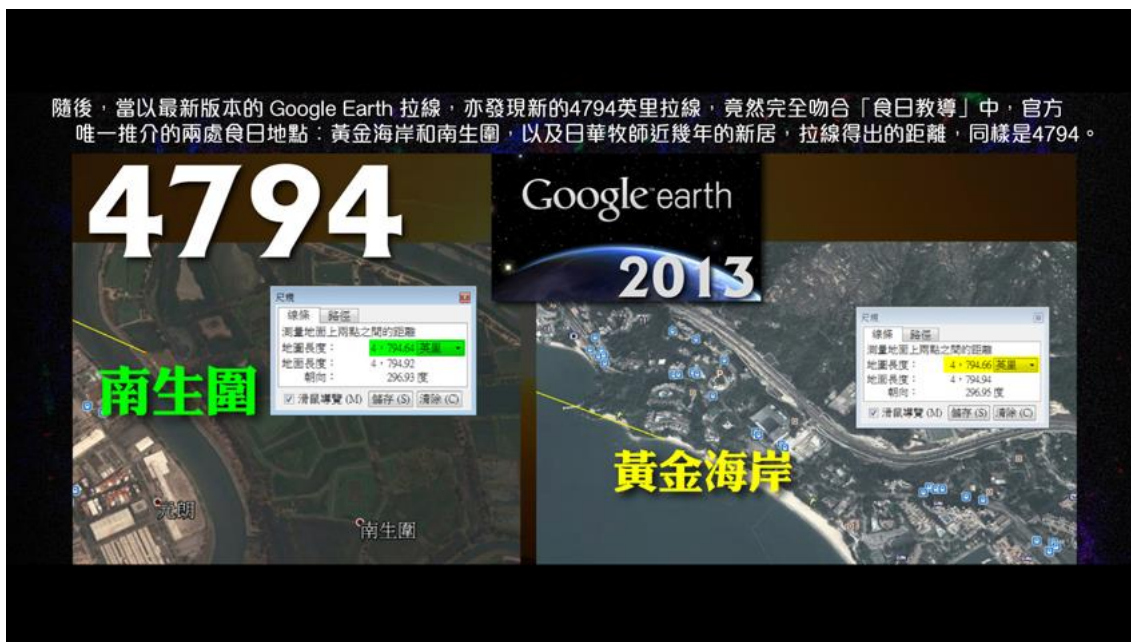 隨後，當以最新版本的 Google Earth 拉線，亦發現新的4794英里拉線，竟然完全吻合「食日教導」中，官方
唯一推介的兩處食日地點：黃金海岸和南生圍，以及日華牧師近幾年的新居，拉線得出的距離，同樣是4794。
4794
Google earth
2013
尺規
線條 路徑
測量地面上兩點之間的距離
地圖長度： 4，794.64 英里
地面長度： 4，794.92
朝向： 296.93 度
滑鼠導覽 (M) 儲存 (S) 清除 (C)
南生圍
元朗
南生圍
尺規
線條 路徑
測量地面上兩點之間的距離
地圖長度： 4，794.66 英里
地面長度： 4，794.94
朝向： 296.95 度
滑鼠導覽 (M) 儲存 (S) 清除 (C)
黃金海岸